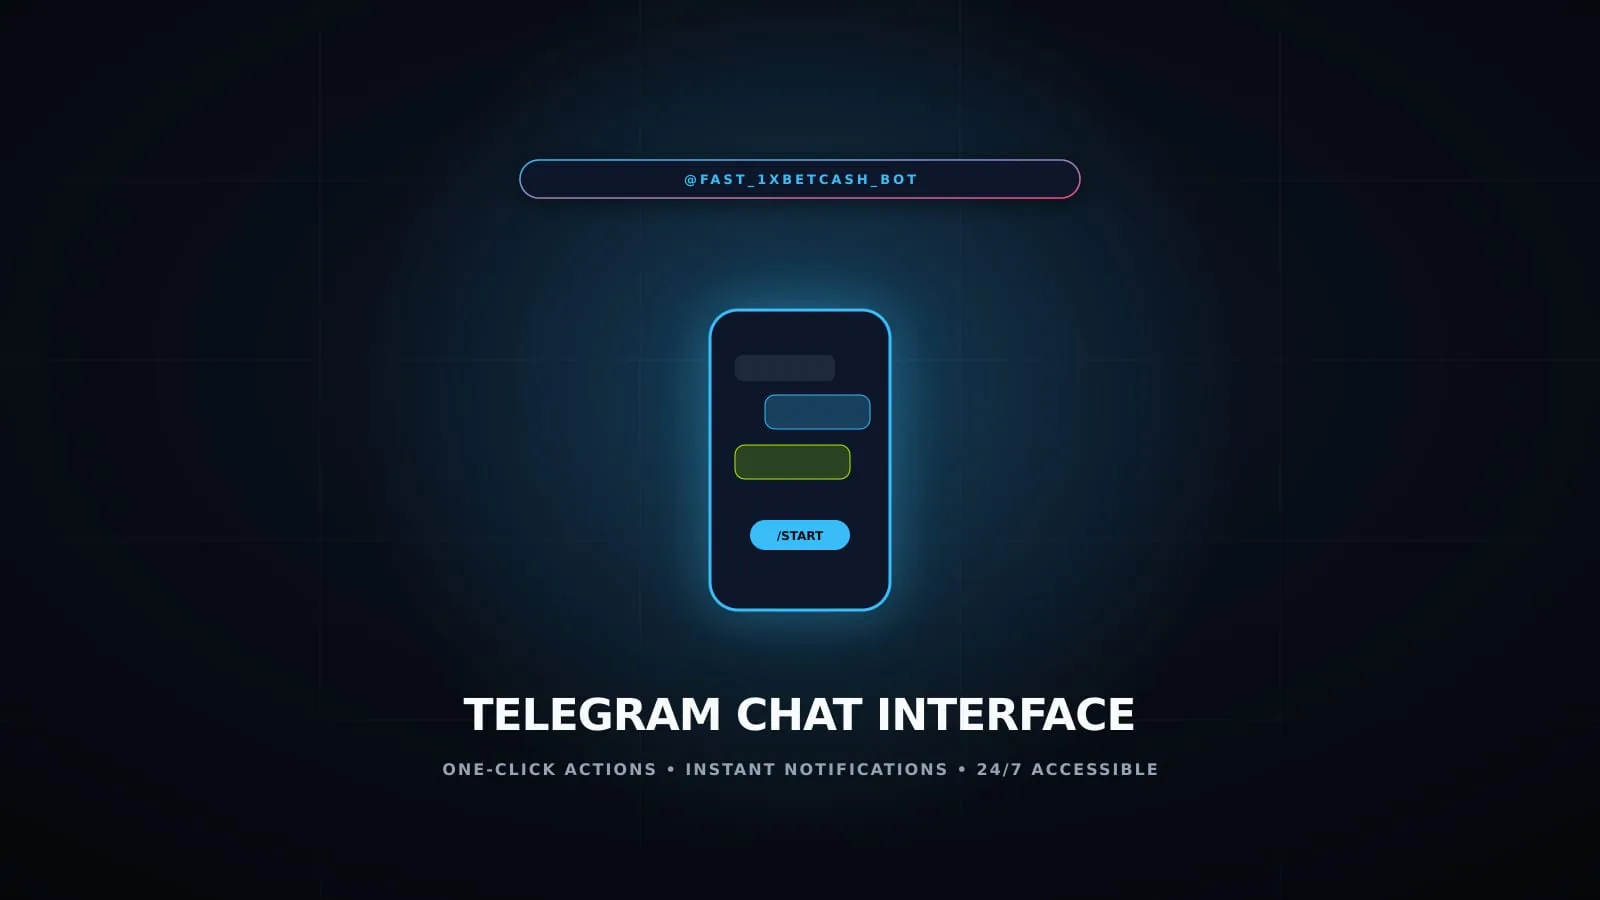 @FAST_1XBETCASH_BOT
/START
TELEGRAM CHAT INTERFACE
ONE-CLICK ACTIONS • INSTANT NOTIFICATIONS • 24/7 ACCESSIBLE